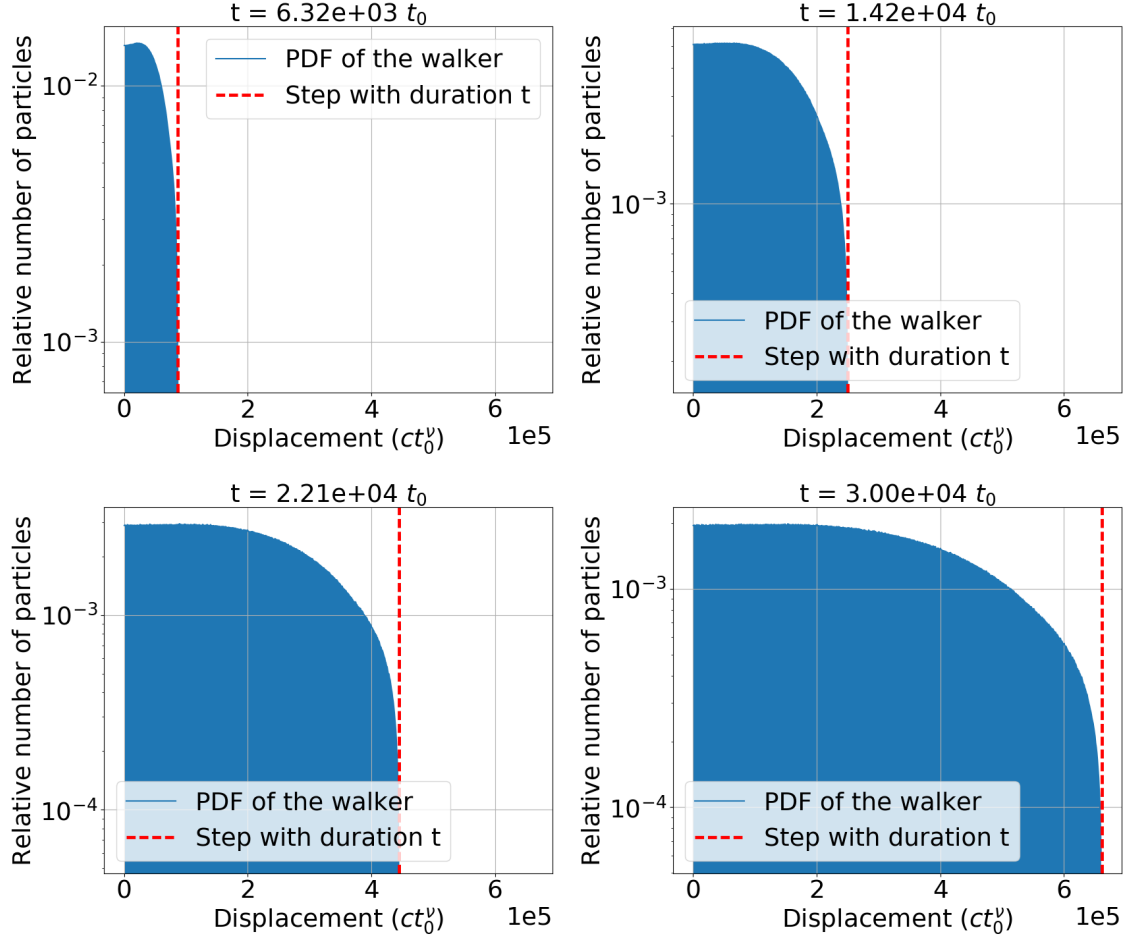 t = 6.32e+03 t₀
Relative number of particles
10⁻²
10⁻³
PDF of the walker
Step with duration t
0 2 4 6
1e5
Displacement (ct₀^ν)
t = 1.42e+04 t₀
Relative number of particles
10⁻³
PDF of the walker
Step with duration t
0 2 4 6
1e5
Displacement (ct₀^ν)
t = 2.21e+04 t₀
Relative number of particles
10⁻³
10⁻⁴
PDF of the walker
Step with duration t
0 2 4 6
1e5
Displacement (ct₀^ν)
t = 3.00e+04 t₀
Relative number of particles
10⁻³
10⁻⁴
PDF of the walker
Step with duration t
0 2 4 6
1e5
Displacement (ct₀^ν)